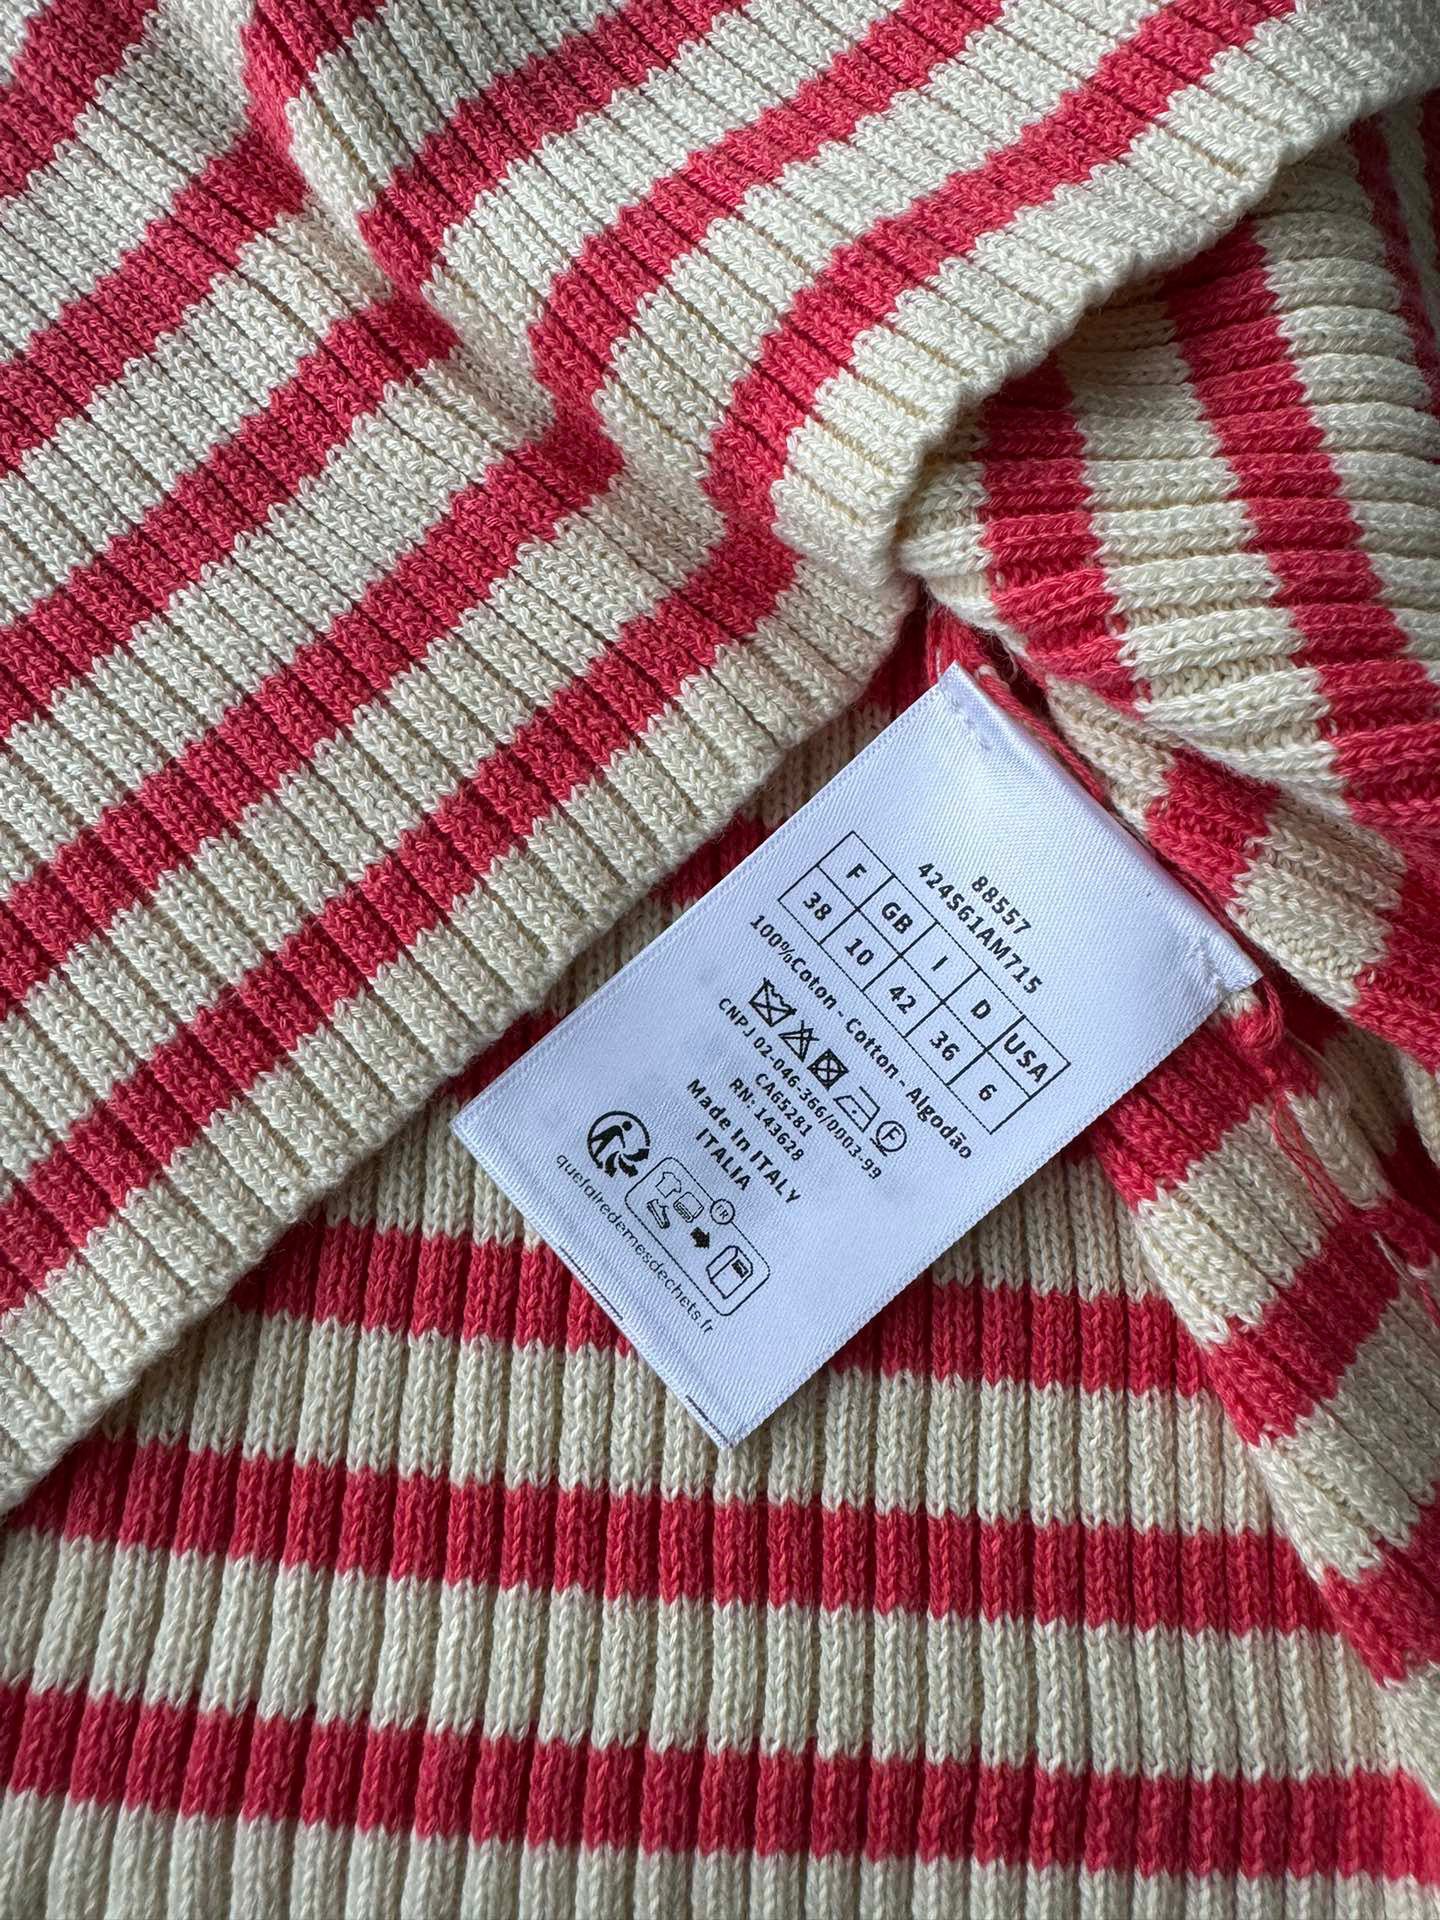 88557
424S61AM715
F GB I D USA
38 10 42 36 6
100%Coton - Cotton - Algodão
F
CNPJ 02-046-366/0003-99
CA65281
RN: 143628
Made In ITALY
ITALIA
FR
quefairedemesdechets.fr